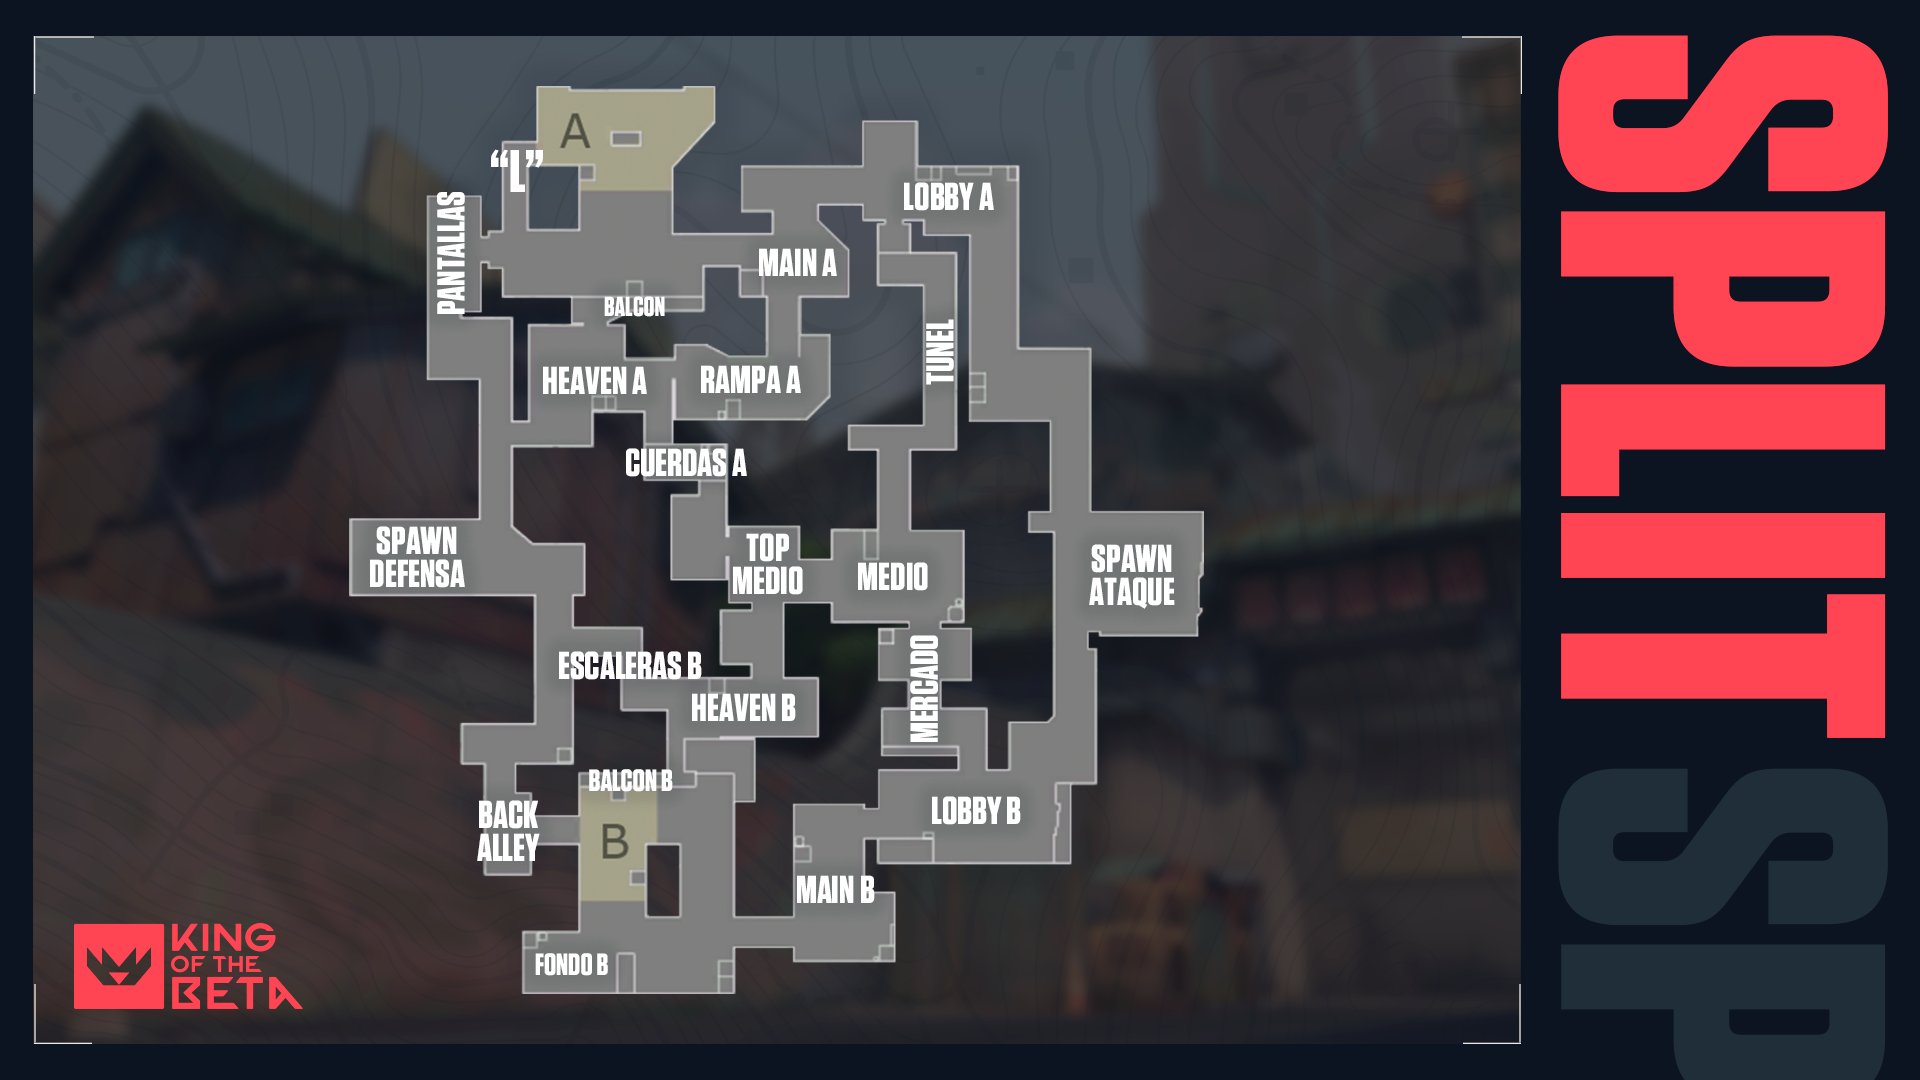 A
“L”
PANTALLAS
LOBBY A
MAIN A
BALCON
TUNEL
HEAVEN A
RAMPA A
CUERDAS A
SPAWN
DEFENSA
TOP
MEDIO
MEDIO
SPAWN
ATAQUE
ESCALERAS B
MERCADO
HEAVEN B
BALCON B
BACK
ALLEY
B
LOBBY B
MAIN B
FONDO B
KING
OF THE
BETA
SPLIT SP